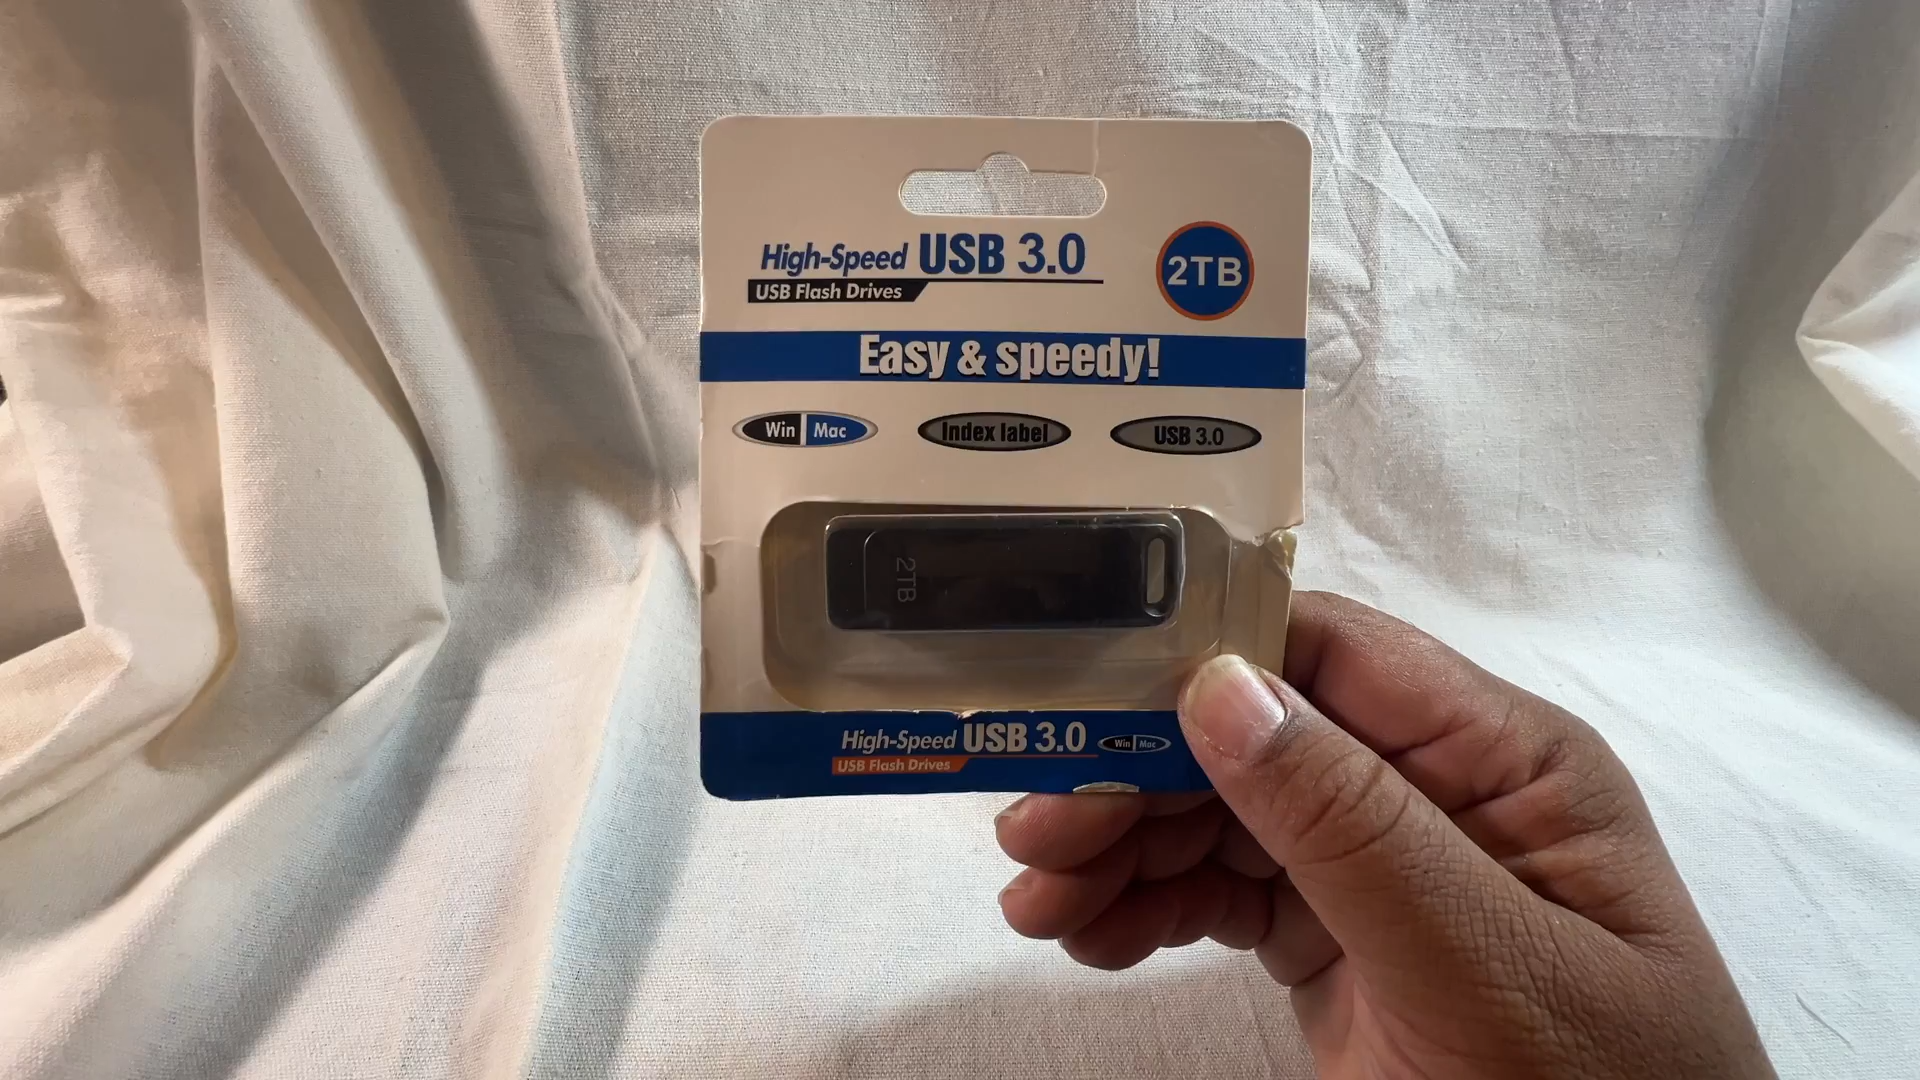 High-Speed USB 3.0
USB Flash Drives
2TB
Easy & speedy!
Win Mac
Index label
USB 3.0
2TB
High-Speed USB 3.0
USB Flash Drives
Win Mac